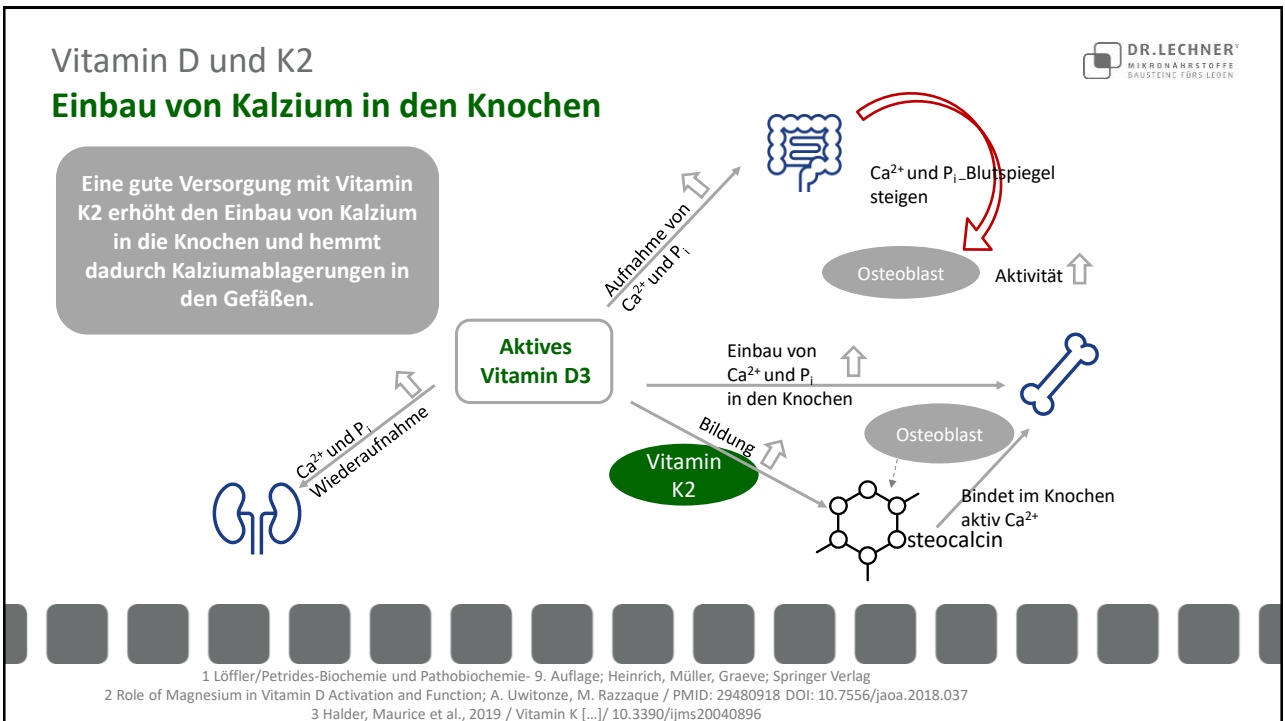 Vitamin D und K2
Einbau von Kalzium in den Knochen
DR.LECHNER®
MIKRONÄHRSTOFFE
BAUSTEINE FÜRS LEBEN
Eine gute Versorgung mit Vitamin
K2 erhöht den Einbau von Kalzium
in die Knochen und hemmt
dadurch Kalziumablagerungen in
den Gefäßen.
Aufnahme von
Ca²⁺ und Pᵢ
Ca²⁺ und Pᵢ_Blutspiegel
steigen
Osteoblast
Aktivität
Aktives
Vitamin D3
Einbau von
Ca²⁺ und Pᵢ
in den Knochen
Ca²⁺ und Pᵢ
Wiederaufnahme
Bildung
Vitamin
K2
Osteoblast
Bindet im Knochen
aktiv Ca²⁺
Osteocalcin
1 Löffler/Petrides-Biochemie und Pathobiochemie- 9. Auflage; Heinrich, Müller, Graeve; Springer Verlag
2 Role of Magnesium in Vitamin D Activation and Function; A. Uwitonze, M. Razzaque / PMID: 29480918 DOI: 10.7556/jaoa.2018.037
3 Halder, Maurice et al., 2019 / Vitamin K […]/ 10.3390/ijms20040896